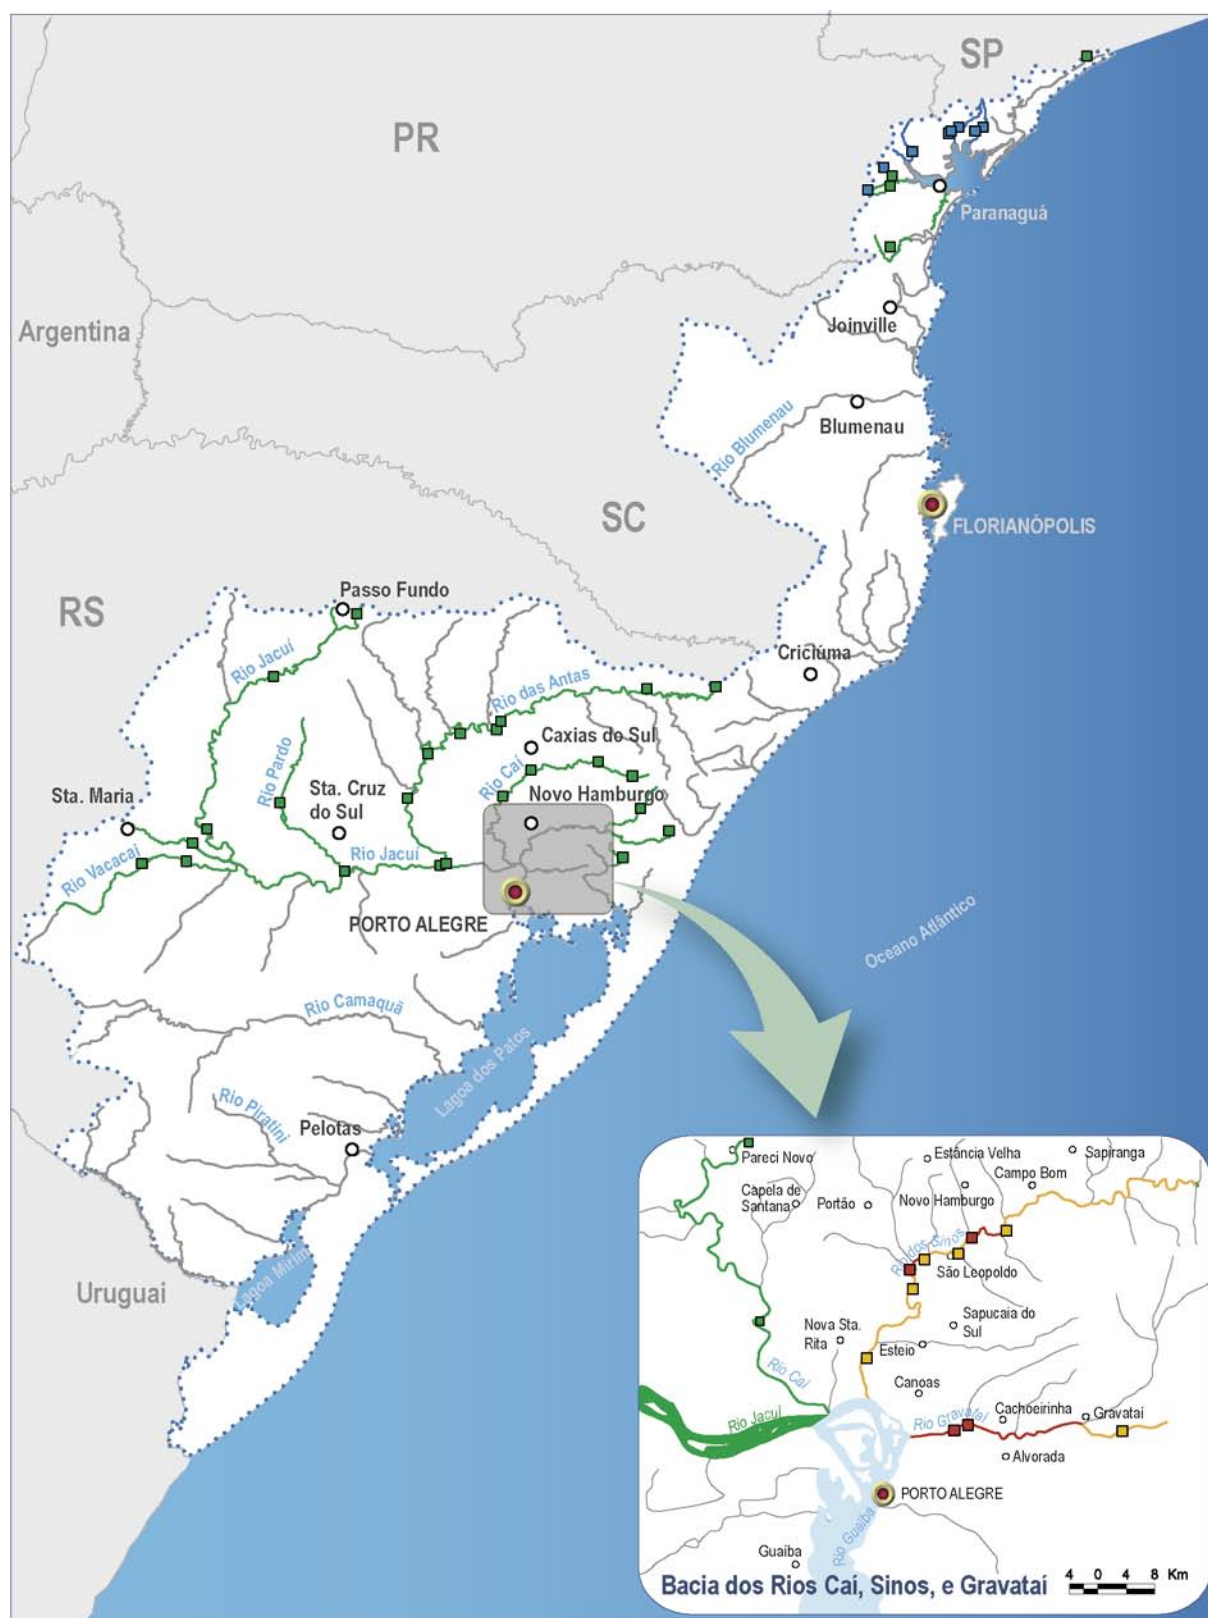 SP
PR
Paranaguá
Argentina
Joinville
Rio Blumenau
Blumenau
SC
FLORIANÓPOLIS
Passo Fundo
RS
Rio Jacuí
Criciúma
Rio das Antas
Caxias do Sul
Rio Pardo
Rio Caí
Sta. Cruz
do Sul
Novo Hamburgo
Sta. Maria
Rio Vacacaí
Rio Jacuí
PORTO ALEGRE
Oceano Atlântico
Rio Camaquã
Lagoa dos Patos
Rio Piratini
Pelotas
Lagoa Mirim
Uruguai
Pareci Novo
Estância Velha
Sapiranga
Campo Bom
Capela de
Santana
Portão
Novo Hamburgo
Rio dos Sinos
São Leopoldo
Nova Sta.
Rita
Sapucaia do
Sul
Esteio
Rio Caí
Canoas
Rio Jacuí
Rio Gravataí
Cachoeirinha
Gravataí
Alvorada
PORTO ALEGRE
Rio Guaíba
Guaíba
Bacia dos Rios Caí, Sinos, e Gravataí
4 0 4 8 Km